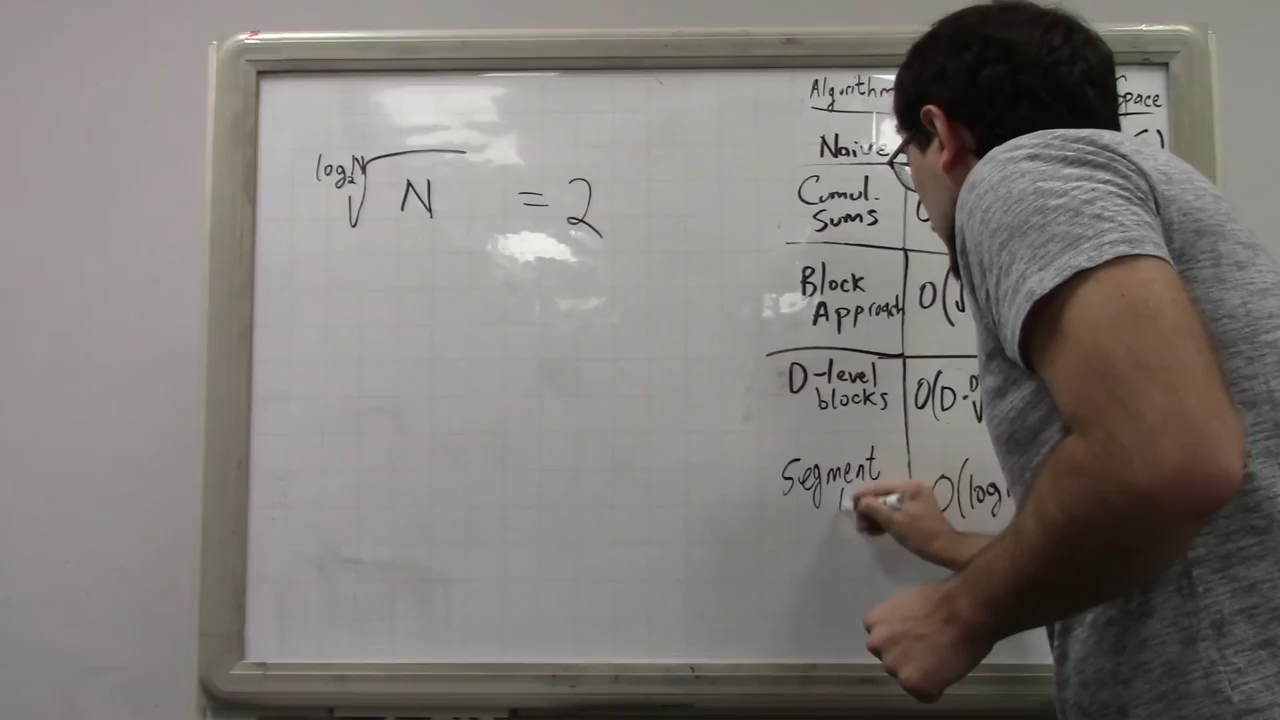 log₂N√N = 2
Algorithm Space
Naive
Cumul.
Sums
Block
Approach O(√
D-level
blocks O(D·ᴰ√
Segment O(log